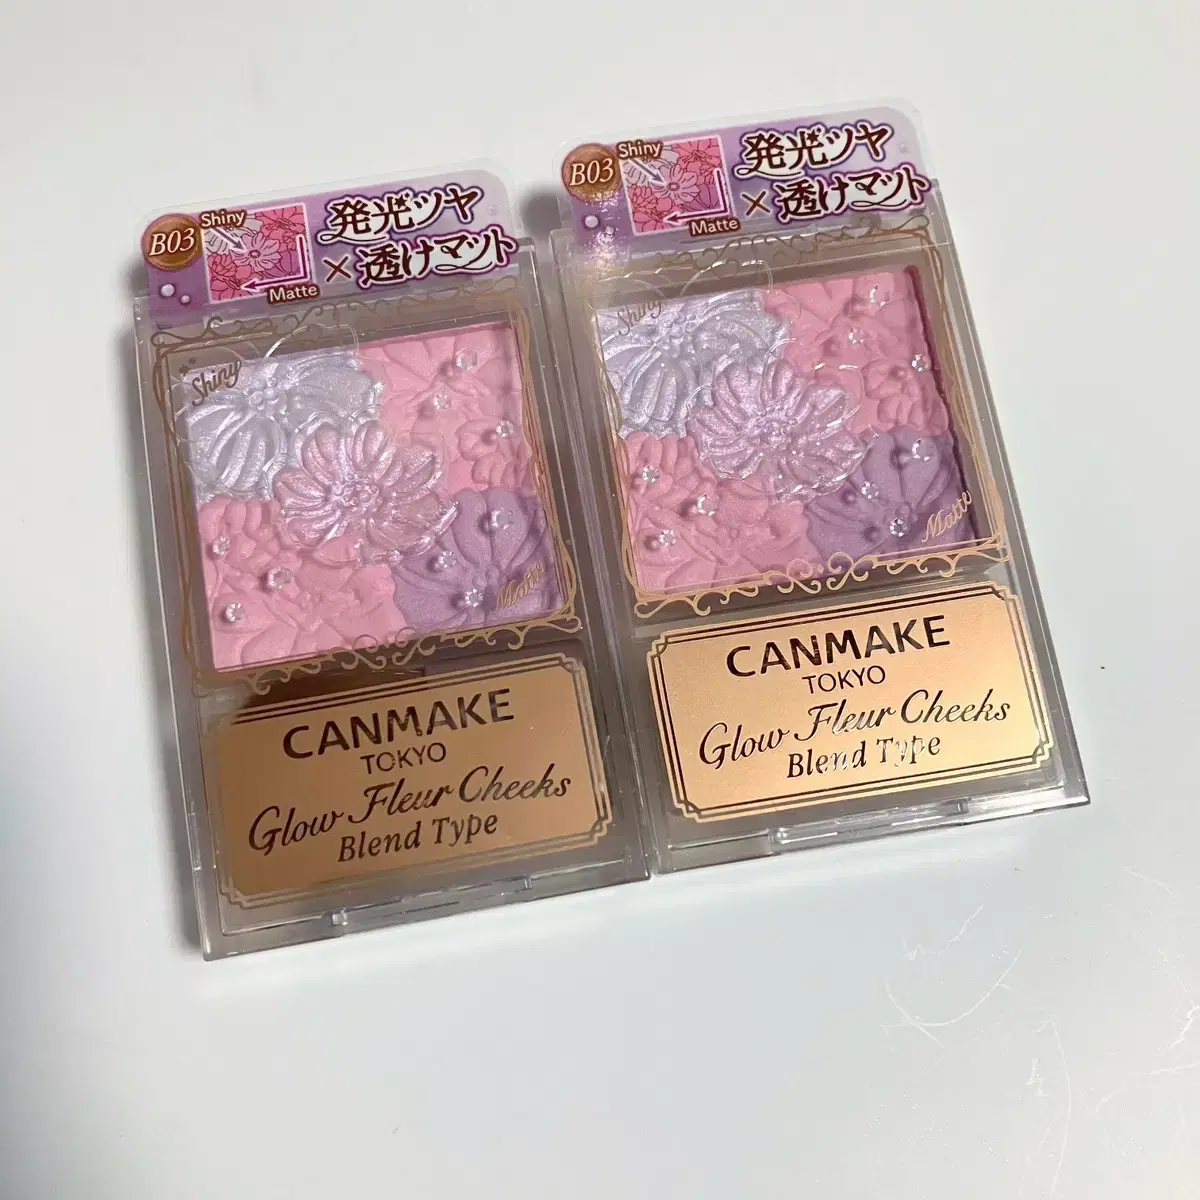 B03
Shiny
Matte
発光ツヤ
×透けマット
Shiny
Matte
CANMAKE
TOKYO
Glow Fleur Cheeks
Blend Type
B03
Shiny
Matte
発光ツヤ
×透けマット
Shiny
Matte
CANMAKE
TOKYO
Glow Fleur Cheeks
Blend Type